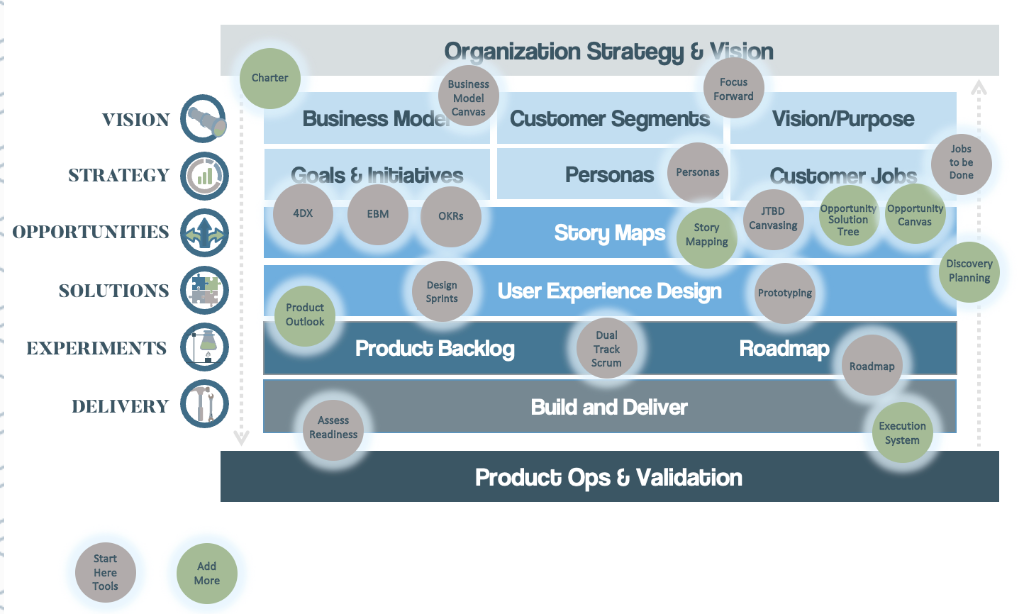 Organization Strategy & Vision
Charter
Business
Model
Canvas
Focus
Forward
VISION
Business Model
Customer Segments
Vision/Purpose
STRATEGY
Goals & Initiatives
Personas
Personas
Customer Jobs
Jobs
to be
Done
OPPORTUNITIES
4DX
EBM
OKRs
Story Maps
Story
Mapping
JTBD
Canvasing
Opportunity
Solution
Tree
Opportunity
Canvas
Discovery
Planning
SOLUTIONS
Product
Outlook
Design
Sprints
User Experience Design
Prototyping
EXPERIMENTS
Product Backlog
Dual
Track
Scrum
Roadmap
Roadmap
DELIVERY
Assess
Readiness
Build and Deliver
Execution
System
Product Ops & Validation
Start
Here
Tools
Add
More